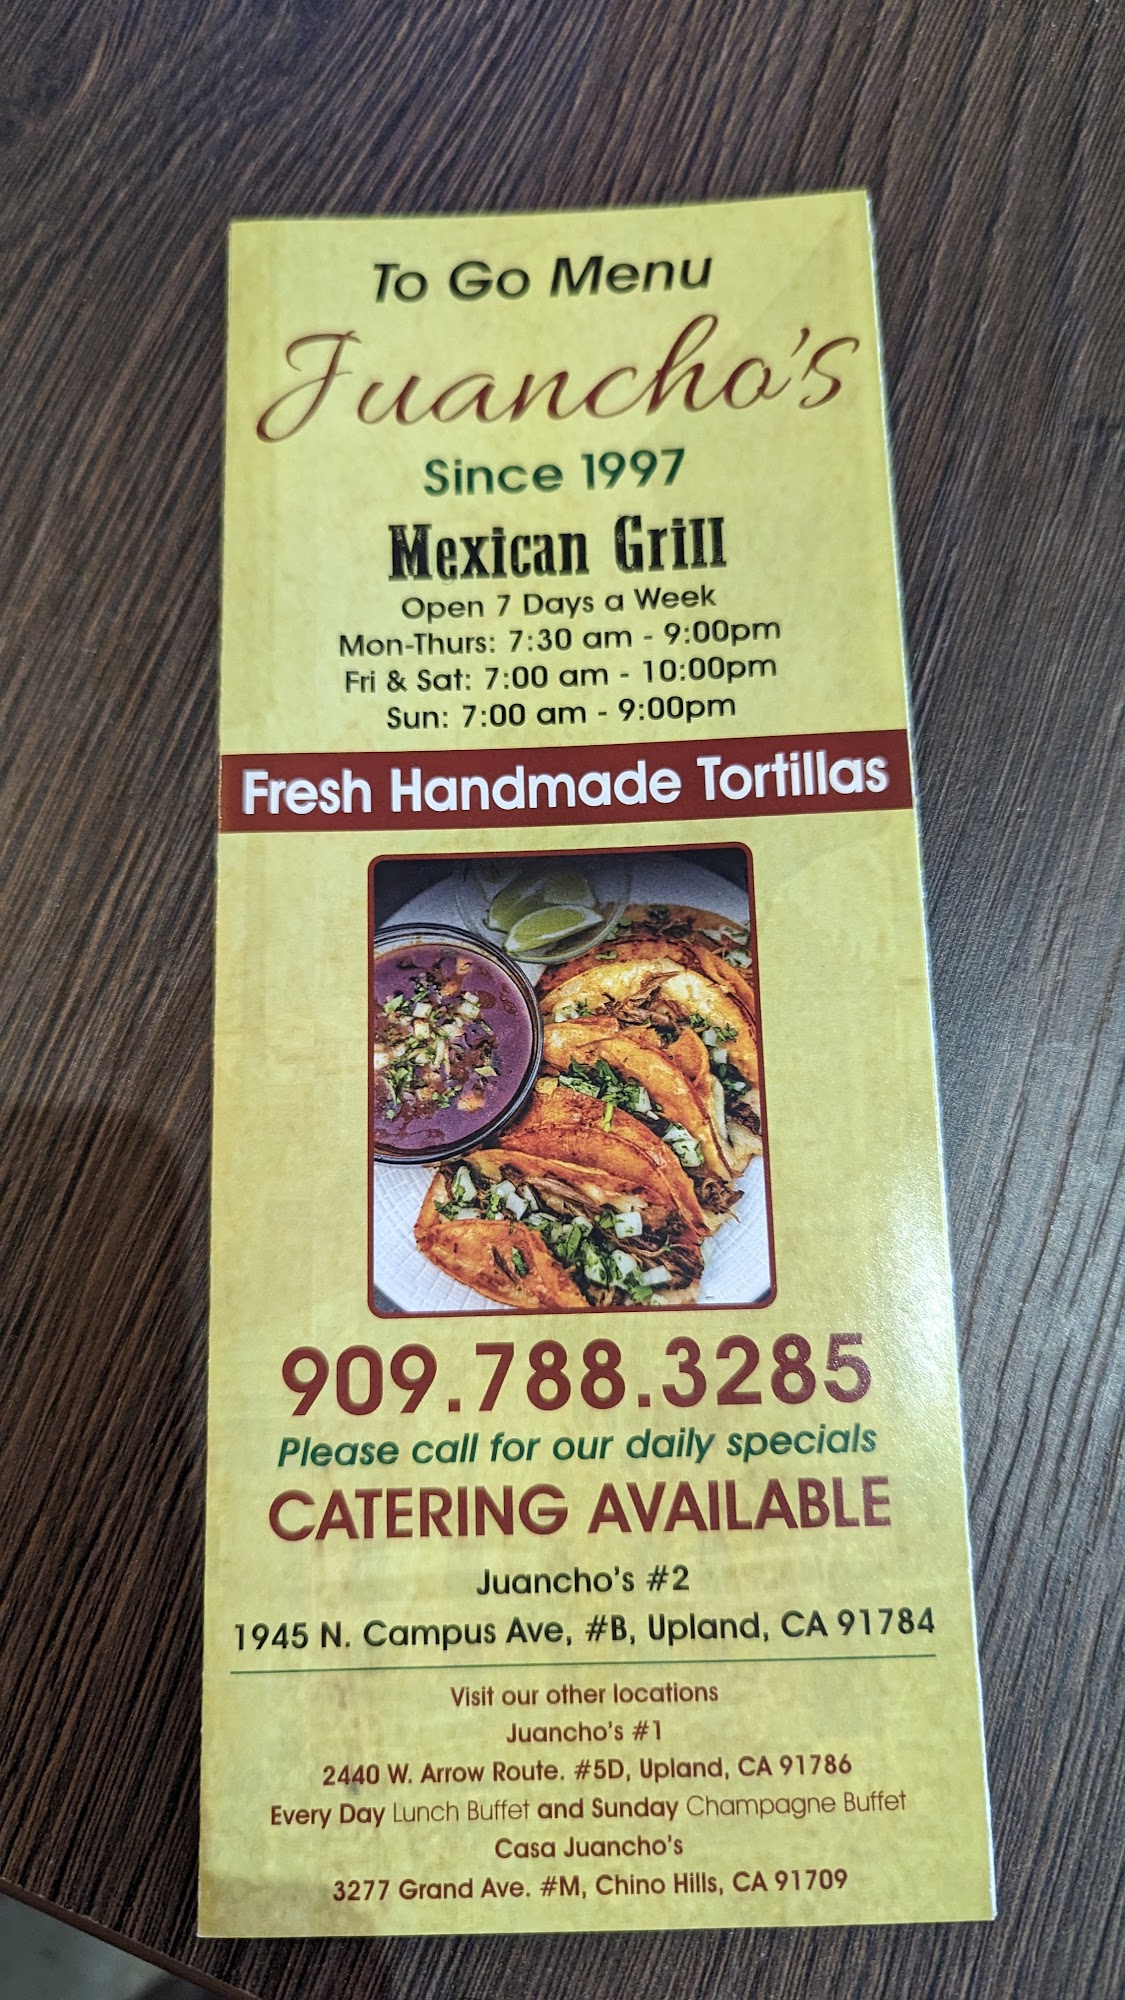 To Go Menu
Juancho's
Since 1997
Mexican Grill
Open 7 Days a Week
Mon-Thurs: 7:30 am - 9:00pm
Fri & Sat: 7:00 am - 10:00pm
Sun: 7:00 am - 9:00pm
Fresh Handmade Tortillas
909.788.3285
Please call for our daily specials
CATERING AVAILABLE
Juancho's #2
1945 N. Campus Ave, #B, Upland, CA 91784
Visit our other locations
Juancho's #1
2440 W. Arrow Route. #5D, Upland, CA 91786
Every Day Lunch Buffet and Sunday Champagne Buffet
Casa Juancho's
3277 Grand Ave. #M, Chino Hills, CA 91709